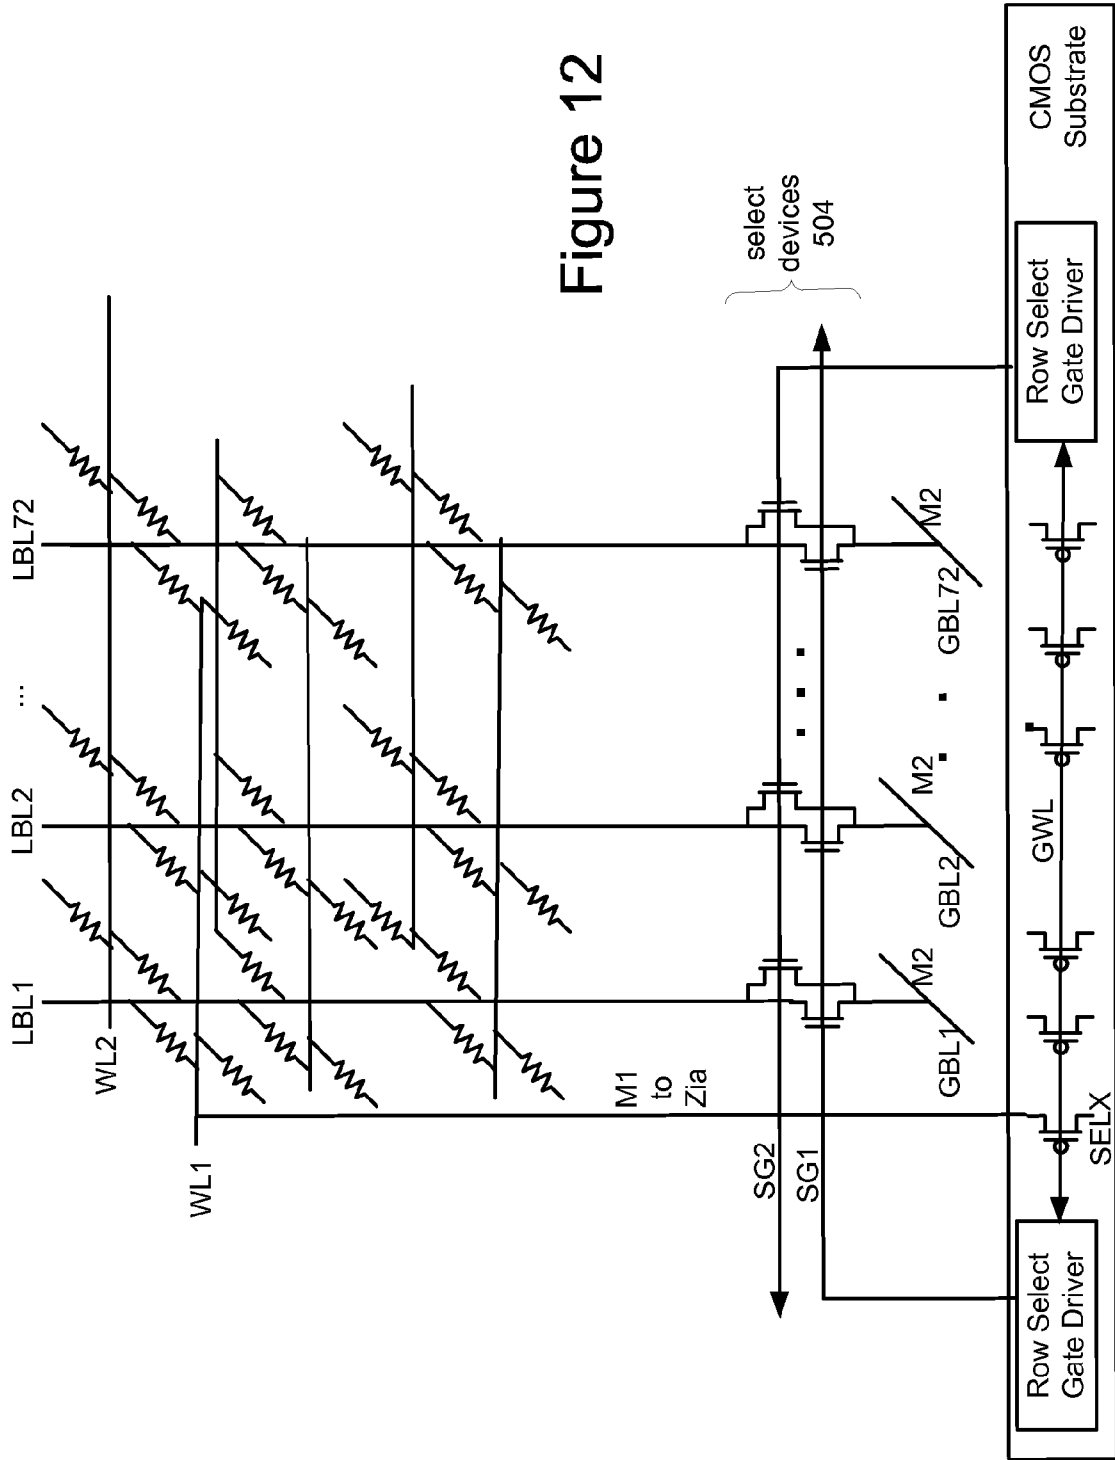 Figure 12
LBL1
LBL2
...
LBL72
WL2
WL1
M1
to
Zia
select
devices
504
SG2
SG1
GBL1
M2
GBL2
M2
GBL72
M2
Row Select
Gate Driver
SELX
GWL
Row Select
Gate Driver
CMOS
Substrate